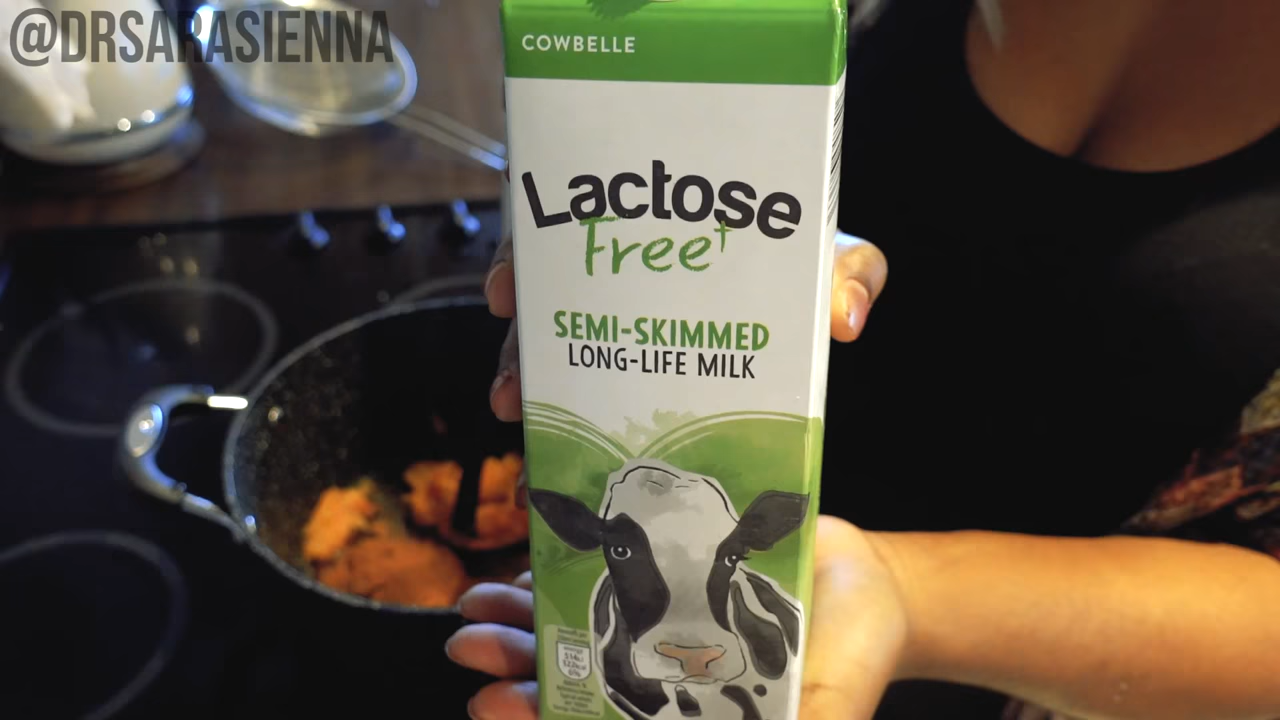 @DRSARASIENNA
COWBELLE
Lactose
Free†
SEMI-SKIMMED
LONG-LIFE MILK